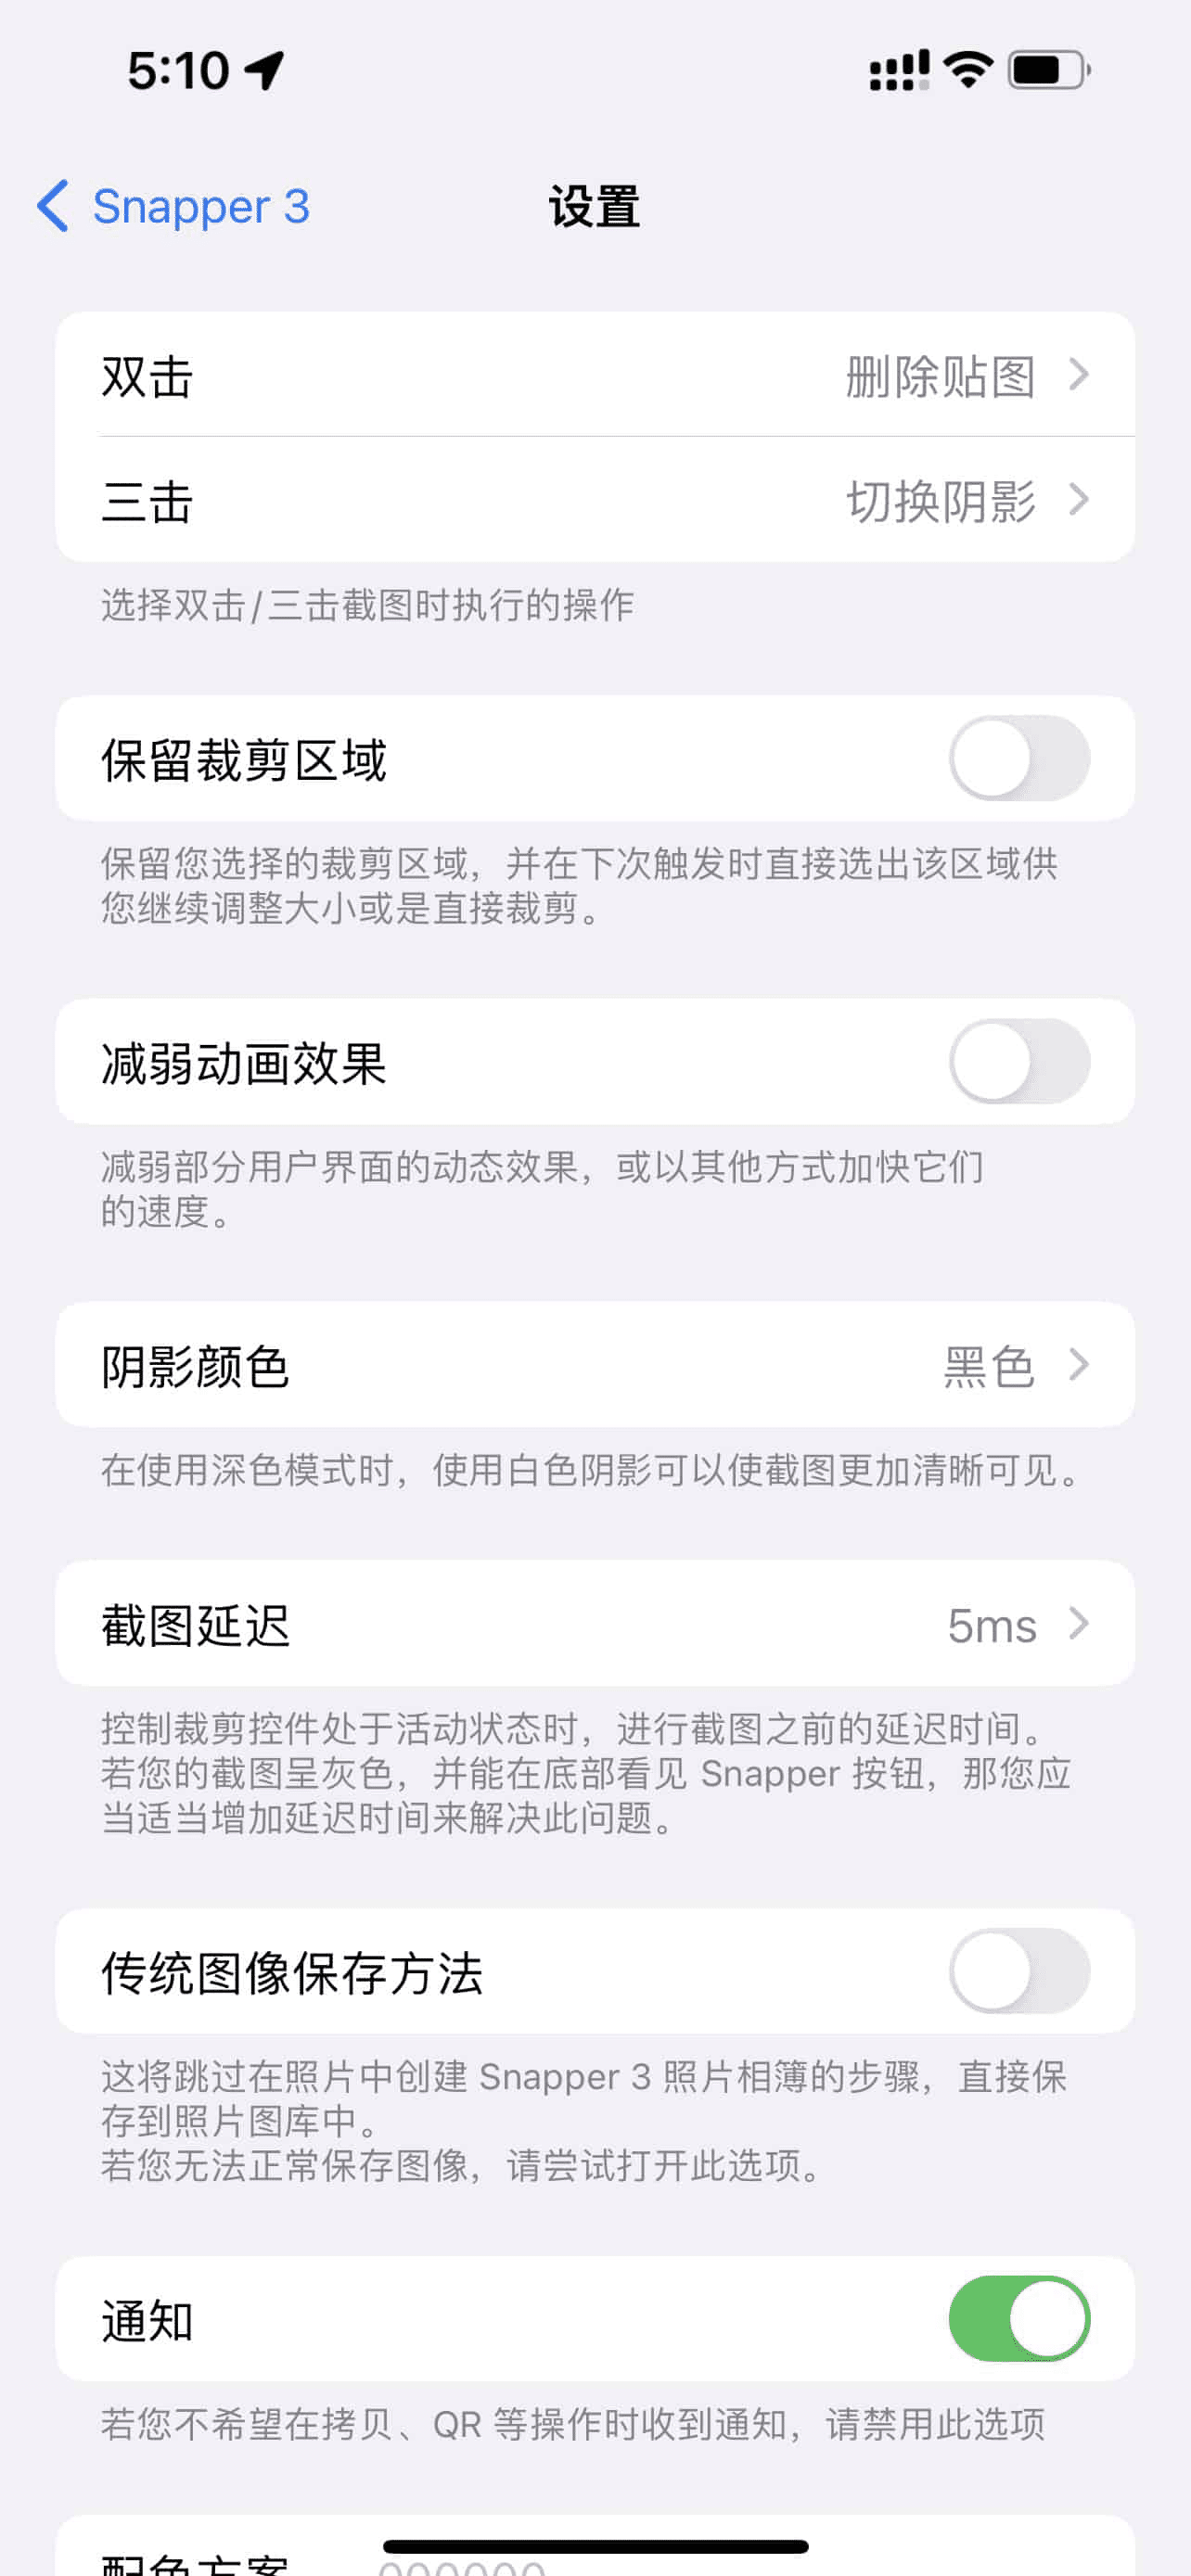 5:10
Snapper 3
设置
双击
删除贴图
三击
切换阴影
选择双击/三击截图时执行的操作
保留裁剪区域
保留您选择的裁剪区域，并在下次触发时直接选出该区域供
您继续调整大小或是直接裁剪。
减弱动画效果
减弱部分用户界面的动态效果，或以其他方式加快它们
的速度。
阴影颜色
黑色
在使用深色模式时，使用白色阴影可以使截图更加清晰可见。
截图延迟
5ms
控制裁剪控件处于活动状态时，进行截图之前的延迟时间。
若您的截图呈灰色，并能在底部看见 Snapper 按钮，那您应
当适当增加延迟时间来解决此问题。
传统图像保存方法
这将跳过在照片中创建 Snapper 3 照片相簿的步骤，直接保
存到照片图库中。
若您无法正常保存图像，请尝试打开此选项。
通知
若您不希望在拷贝、QR 等操作时收到通知，请禁用此选项
配色方案